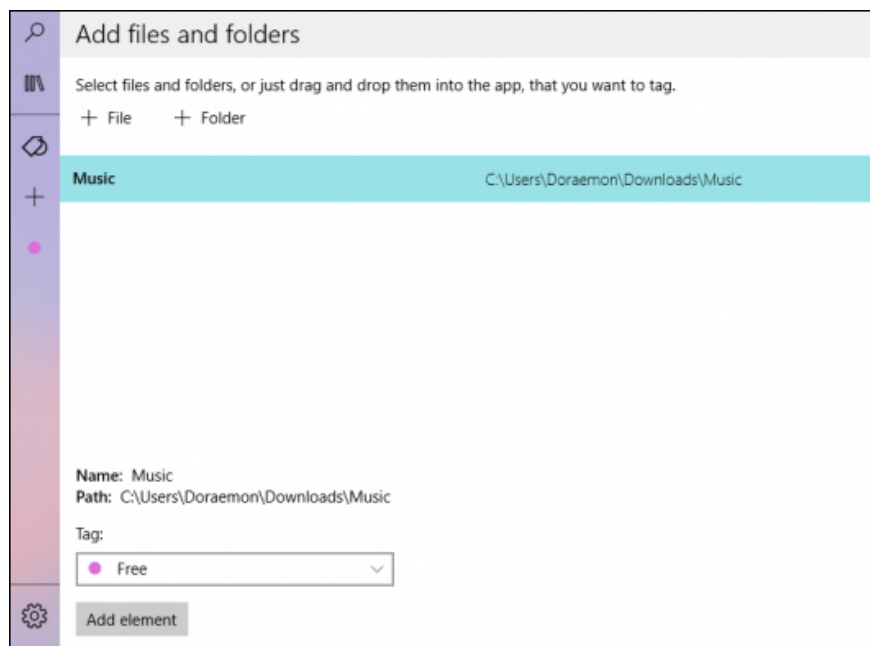 Add files and folders
Select files and folders, or just drag and drop them into the app, that you want to tag.
+ File + Folder
Music C:\Users\Doraemon\Downloads\Music
Name: Music
Path: C:\Users\Doraemon\Downloads\Music
Tag:
Free
Add element